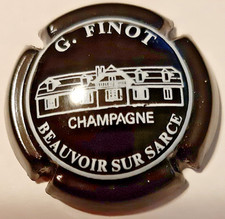 G. FINOT
CHAMPAGNE
BEAUVOIR SUR SARCE